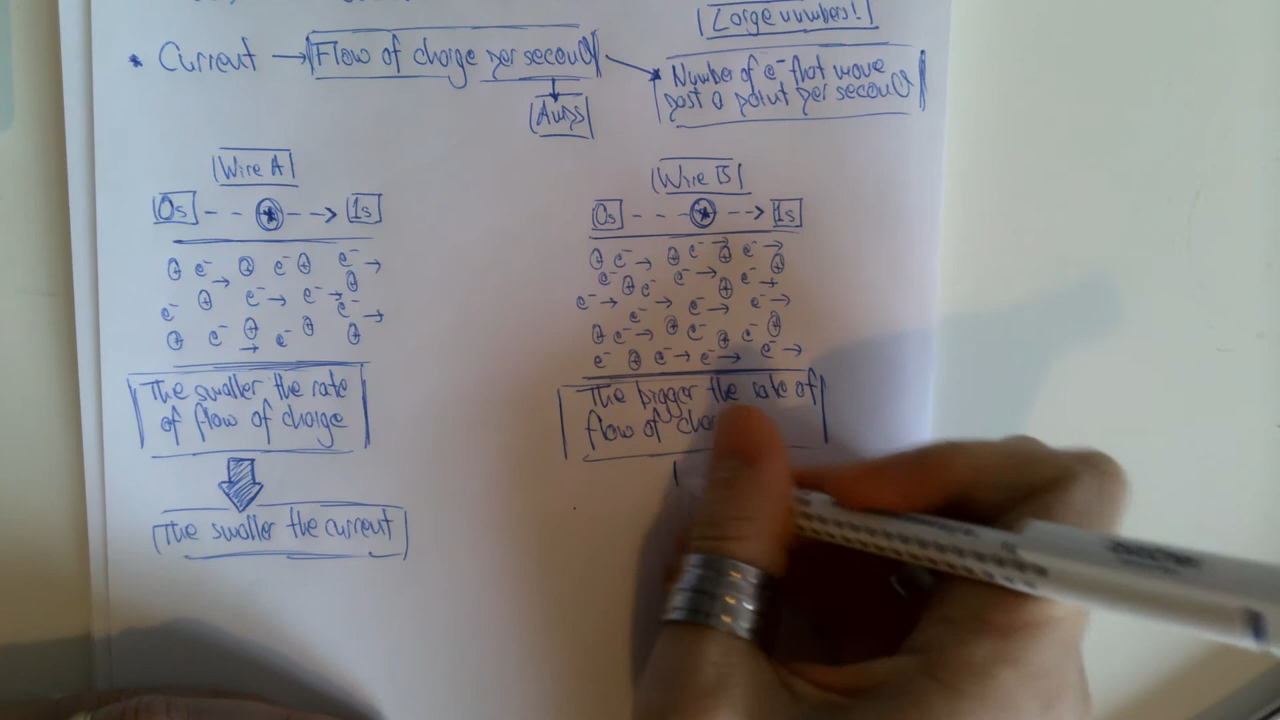 Large numbers!
* Current → Flow of charge per second
Number of e⁻ that move
past a point per second
Amps
Wire A
0s 1s
e⁻ e⁻ e⁻
e⁻ e⁻ e⁻ e⁻
e⁻ e⁻
The smaller the rate
of flow of charge
The smaller the current
Wire B
0s 1s
e⁻ e⁻ e⁻
e⁻ e⁻ e⁻ e⁻
e⁻ e⁻ e⁻
e⁻ e⁻ e⁻ e⁻
e⁻ e⁻ e⁻ e⁻
The bigger the rate of
flow of